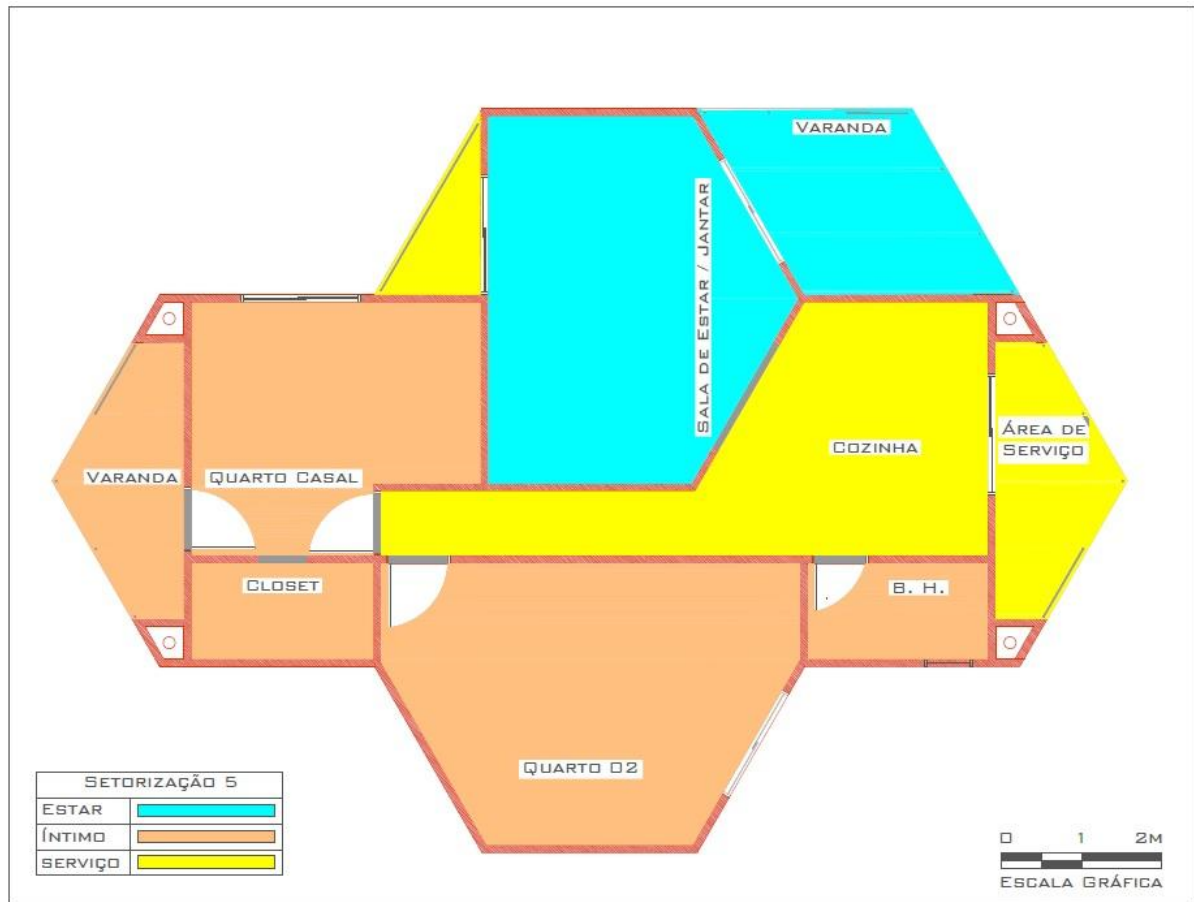 Varanda
Sala de Estar / Jantar
Varanda
Quarto Casal
Cozinha
Área de
Serviço
Closet
B. H.
Quarto 02
Setorização 5
Estar
Íntimo
serviço
0 1 2m
Escala Gráfica